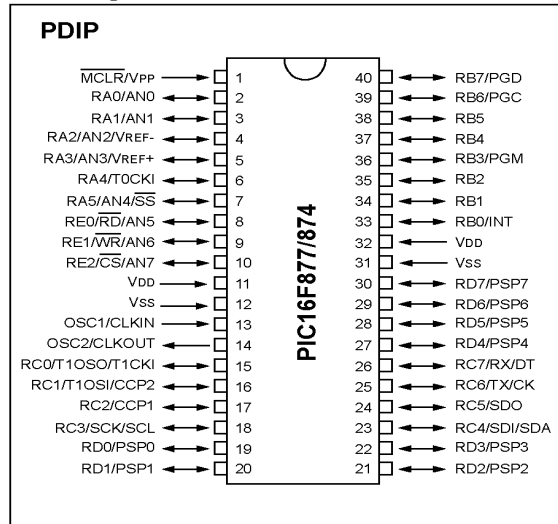 PDIP
MCLR/VPP 1 40 RB7/PGD
RA0/AN0 2 39 RB6/PGC
RA1/AN1 3 38 RB5
RA2/AN2/VREF- 4 37 RB4
RA3/AN3/VREF+ 5 36 RB3/PGM
RA4/T0CKI 6 35 RB2
RA5/AN4/SS 7 34 RB1
RE0/RD/AN5 8 33 RB0/INT
RE1/WR/AN6 9 32 VDD
RE2/CS/AN7 10 31 VSS
VDD 11 30 RD7/PSP7
VSS 12 29 RD6/PSP6
OSC1/CLKIN 13 28 RD5/PSP5
OSC2/CLKOUT 14 27 RD4/PSP4
RC0/T1OSO/T1CKI 15 26 RC7/RX/DT
RC1/T1OSI/CCP2 16 25 RC6/TX/CK
RC2/CCP1 17 24 RC5/SDO
RC3/SCK/SCL 18 23 RC4/SDI/SDA
RD0/PSP0 19 22 RD3/PSP3
RD1/PSP1 20 21 RD2/PSP2
PIC16F877/874